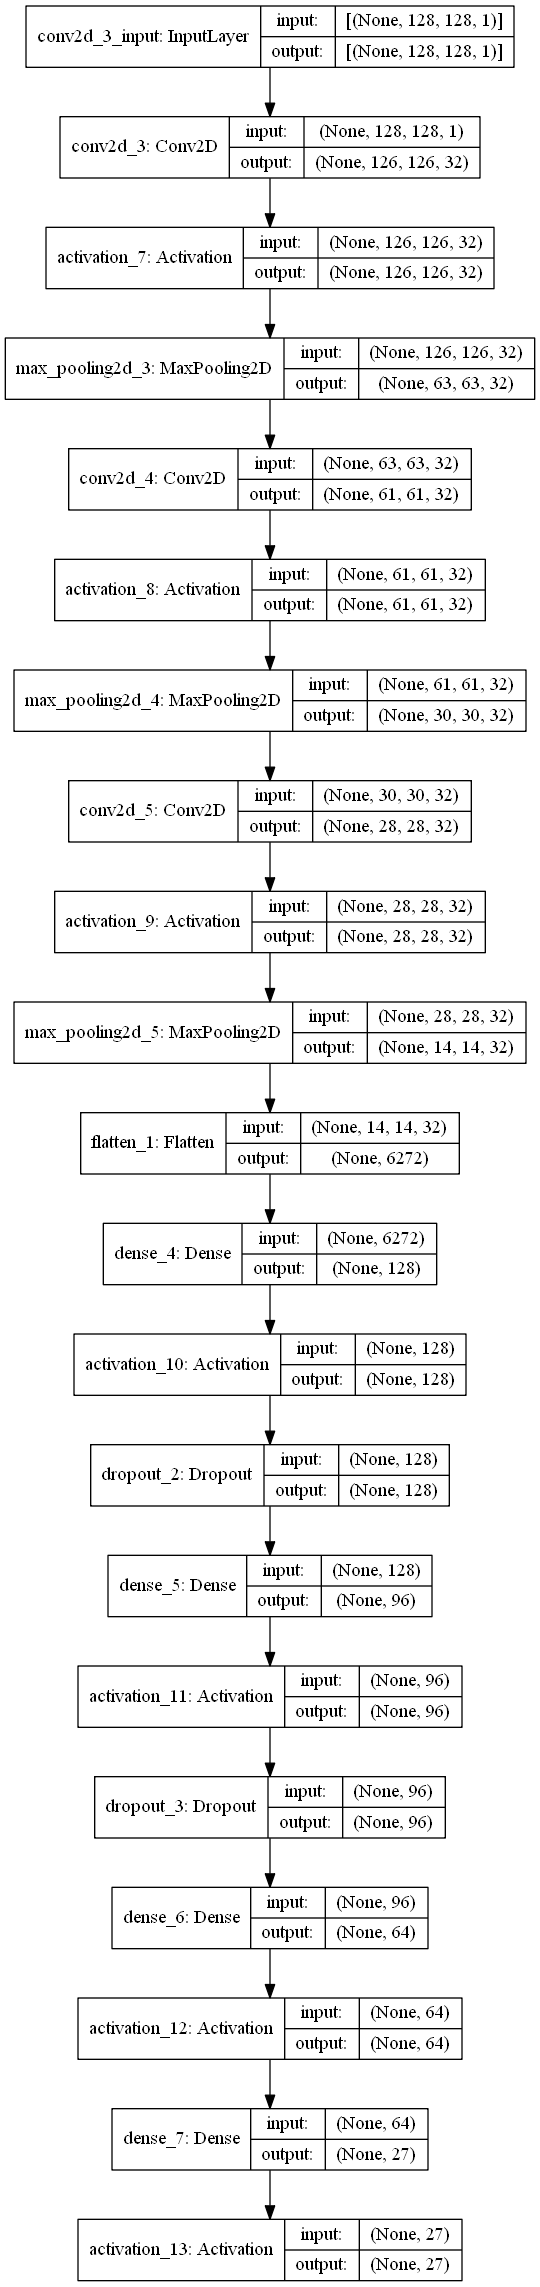 conv2d_3_input: InputLayer
input:
[(None, 128, 128, 1)]
output:
[(None, 128, 128, 1)]
conv2d_3: Conv2D
input:
(None, 128, 128, 1)
output:
(None, 126, 126, 32)
activation_7: Activation
input:
(None, 126, 126, 32)
output:
(None, 126, 126, 32)
max_pooling2d_3: MaxPooling2D
input:
(None, 126, 126, 32)
output:
(None, 63, 63, 32)
conv2d_4: Conv2D
input:
(None, 63, 63, 32)
output:
(None, 61, 61, 32)
activation_8: Activation
input:
(None, 61, 61, 32)
output:
(None, 61, 61, 32)
max_pooling2d_4: MaxPooling2D
input:
(None, 61, 61, 32)
output:
(None, 30, 30, 32)
conv2d_5: Conv2D
input:
(None, 30, 30, 32)
output:
(None, 28, 28, 32)
activation_9: Activation
input:
(None, 28, 28, 32)
output:
(None, 28, 28, 32)
max_pooling2d_5: MaxPooling2D
input:
(None, 28, 28, 32)
output:
(None, 14, 14, 32)
flatten_1: Flatten
input:
(None, 14, 14, 32)
output:
(None, 6272)
dense_4: Dense
input:
(None, 6272)
output:
(None, 128)
activation_10: Activation
input:
(None, 128)
output:
(None, 128)
dropout_2: Dropout
input:
(None, 128)
output:
(None, 128)
dense_5: Dense
input:
(None, 128)
output:
(None, 96)
activation_11: Activation
input:
(None, 96)
output:
(None, 96)
dropout_3: Dropout
input:
(None, 96)
output:
(None, 96)
dense_6: Dense
input:
(None, 96)
output:
(None, 64)
activation_12: Activation
input:
(None, 64)
output:
(None, 64)
dense_7: Dense
input:
(None, 64)
output:
(None, 27)
activation_13: Activation
input:
(None, 27)
output:
(None, 27)